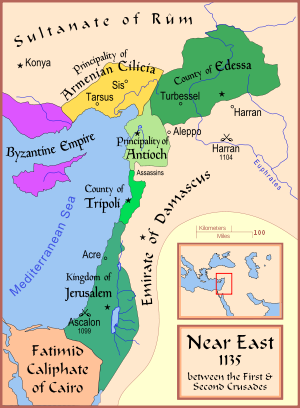 Sultanate of Rûm
Konya
Principality of
Armenian Cilicia
Sis
Tarsus
County of
Edessa
Turbessel
Harran
Aleppo
Harran
1104
Byzantine Empire
Principality of
Antioch
Assassins
Euphrates
County of
Tripoli
Mediterranean Sea
Emirate of Damascus
Kilometers
Miles
100
Acre
Kingdom of
Jerusalem
Ascalon
1099
Fatimid
Caliphate
of Cairo
Near East
1135
between the First &
Second Crusades